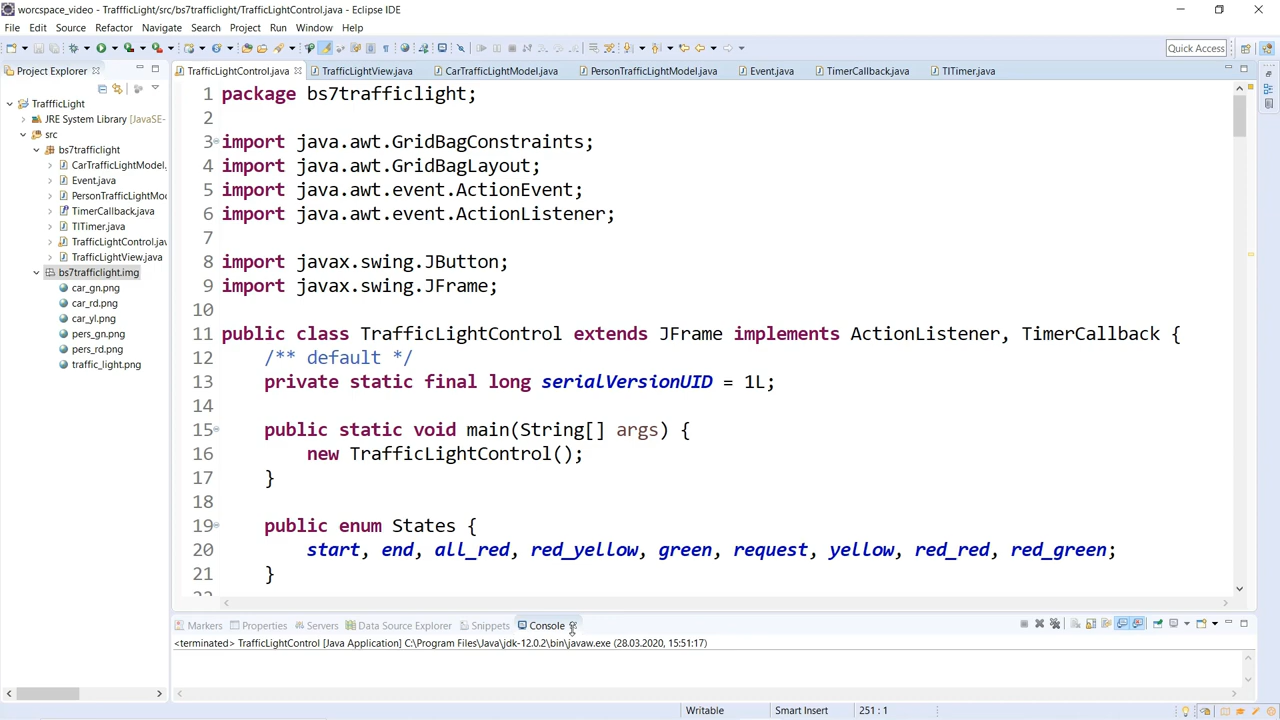 worcspace_video - TrafffficLight/src/bs7trafficlight/TrafficLightControl.java - Eclipse IDE
File Edit Source Refactor Navigate Search Project Run Window Help
Quick Access
Project Explorer
TrafficLightControl.java TrafficLightView.java CarTrafficLightModel.java PersonTrafficLightModel.java Event.java TimerCallback.java TlTimer.java
TraffficLight
JRE System Library [JavaSE-
src
bs7trafficlight
CarTrafficLightModel.
Event.java
PersonTrafficLightMo
TimerCallback.java
TlTimer.java
TrafficLightControl.jav
TrafficLightView.java
bs7trafficlight.img
car_gn.png
car_rd.png
car_yl.png
pers_gn.png
pers_rd.png
traffic_light.png
1 package bs7trafficlight;
2
3 import java.awt.GridBagConstraints;
4 import java.awt.GridBagLayout;
5 import java.awt.event.ActionEvent;
6 import java.awt.event.ActionListener;
7
8 import javax.swing.JButton;
9 import javax.swing.JFrame;
10
11 public class TrafficLightControl extends JFrame implements ActionListener, TimerCallback {
12 /** default */
13 private static final long serialVersionUID = 1L;
14
15 public static void main(String[] args) {
16 new TrafficLightControl();
17 }
18
19 public enum States {
20 start, end, all_red, red_yellow, green, request, yellow, red_red, red_green;
21 }
Markers Properties Servers Data Source Explorer Snippets Console
<terminated> TrafficLightControl [Java Application] C:\Program Files\Java\jdk-12.0.2\bin\javaw.exe (28.03.2020, 15:51:17)
Writable Smart Insert 251 : 1